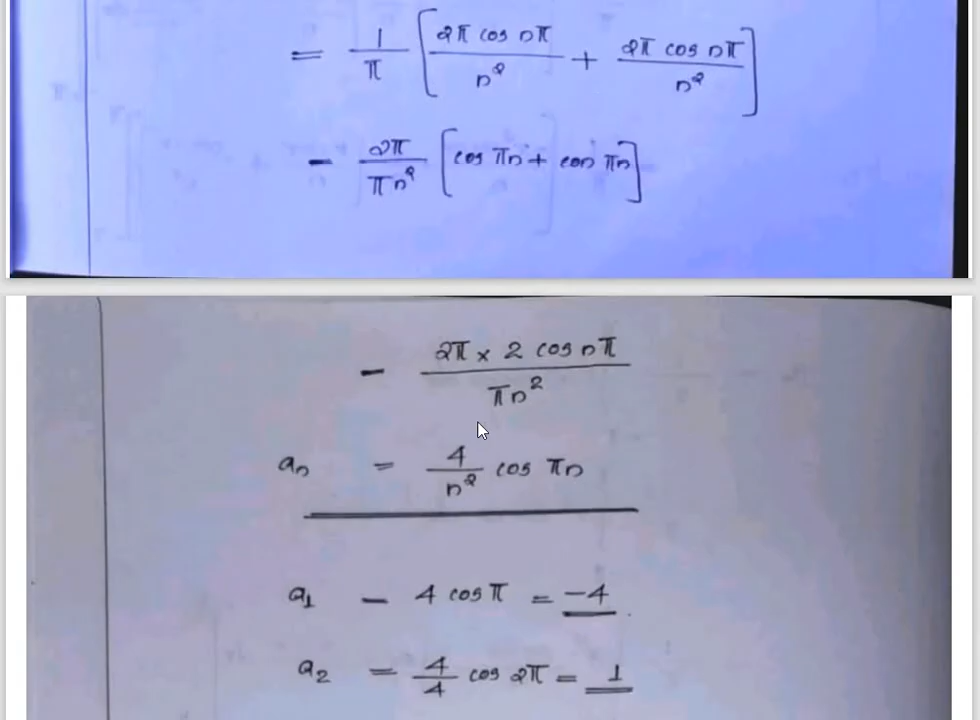 = 1/π [ 2π cos nπ / n² + 2π cos nπ / n² ]
- 2π / πn² [ cos πn + con πn ]
- 2π x 2 cos nπ / πn²
aₙ = 4/n² cos πn
a₁ - 4 cos π = -4.
a₂ = 4/4 cos 2π = 1